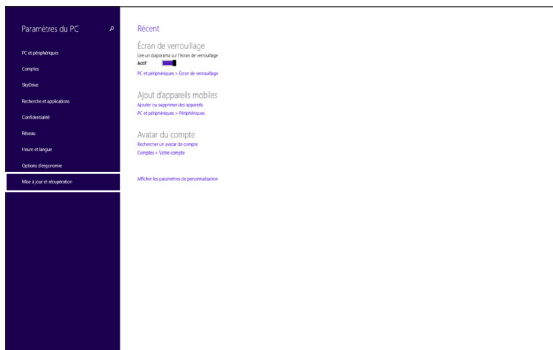 Paramètres du PC
PC et périphériques
Comptes
SkyDrive
Recherche et applications
Confidentialité
Réseau
Heure et langue
Options d'ergonomie
Mise à jour et récupération
Récent
Écran de verrouillage
Lire un diaporama sur l'écran de verrouillage
Actif
PC et périphériques > Écran de verrouillage
Ajout d'appareils mobiles
Ajouter ou supprimer des appareils
PC et périphériques > Périphériques
Avatar du compte
Rechercher un avatar de compte
Comptes > Votre compte
Afficher les paramètres de personnalisation